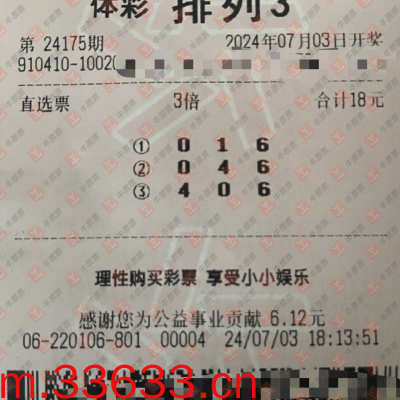 体彩 排列3
第 24175期 2024年07月03日开奖
910410-1002
直选票 3倍 合计18元
① 0 1 6
② 0 4 6
③ 4 0 6
理性购买彩票 享受小小娱乐
感谢您为公益事业贡献 6.12元
06-220106-801 00004 24/07/03 18:13:51
m.33633.cn